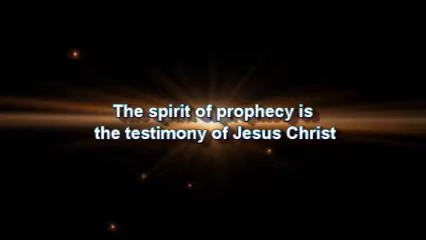 The spirit of prophecy is
the testimony of Jesus Christ